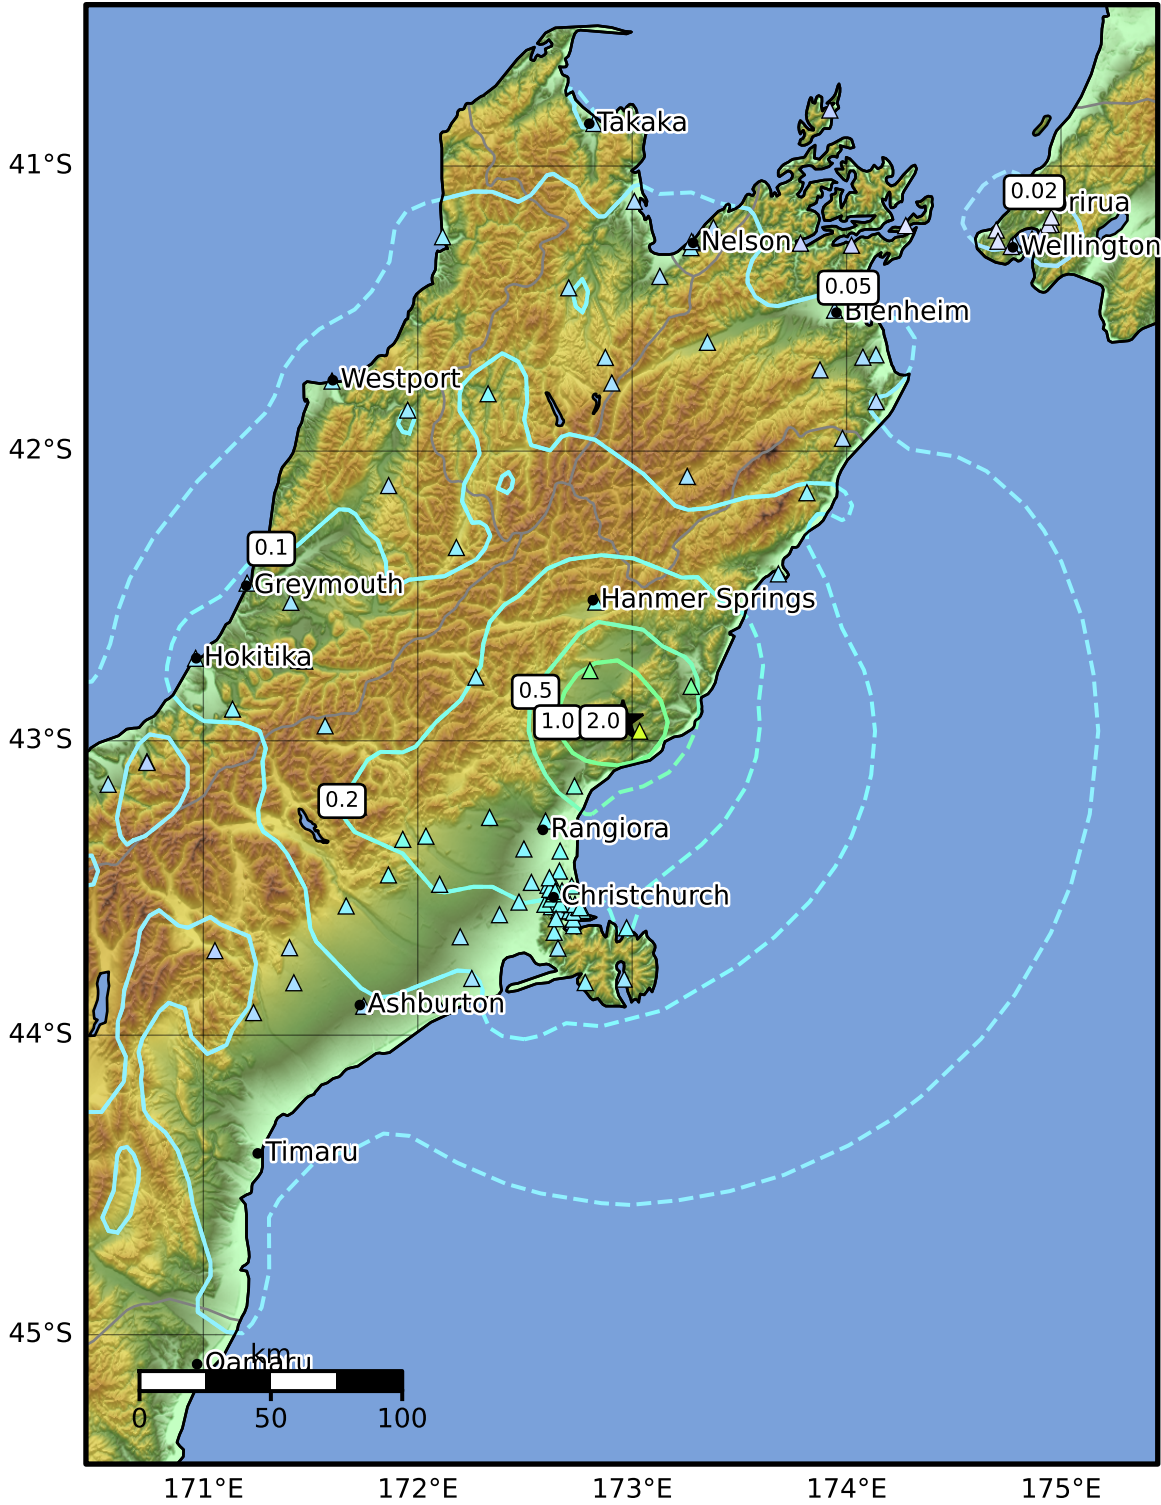 Takaka
41°S
0.02
rirua
Nelson
Wellington
0.05
Blenheim
Westport
42°S
0.1
Greymouth
Hanmer Springs
Hokitika
0.5
1.0
2.0
43°S
0.2
Rangiora
Christchurch
Ashburton
44°S
Timaru
45°S
km
Oamaru
0
50
100
171°E
172°E
173°E
174°E
175°E